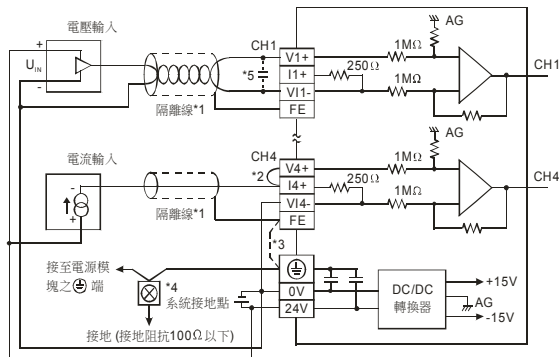 電壓輸入
+
U_IN
-
隔離線*1
CH1
*5
V1+
I1+
VI1-
FE
250Ω
1MΩ
1MΩ
AG
CH1
電流輸入
-
+
隔離線*1
CH4
*2
V4+
I4+
VI4-
FE
250Ω
1MΩ
1MΩ
AG
CH4
*3
接至電源模
塊之 端
*4
系統接地點
接地 (接地阻抗100Ω以下)
0V
24V
DC/DC
轉換器
+15V
AG
-15V